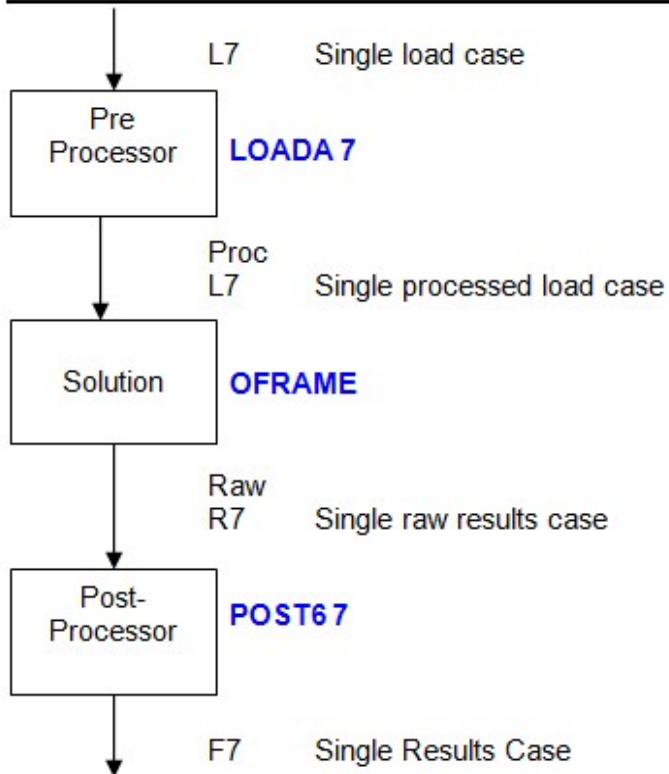 L7 Single load case
Pre
Processor
LOADA 7
Proc
L7 Single processed load case
Solution
OFRAME
Raw
R7 Single raw results case
Post-
Processor
POST6 7
F7 Single Results Case